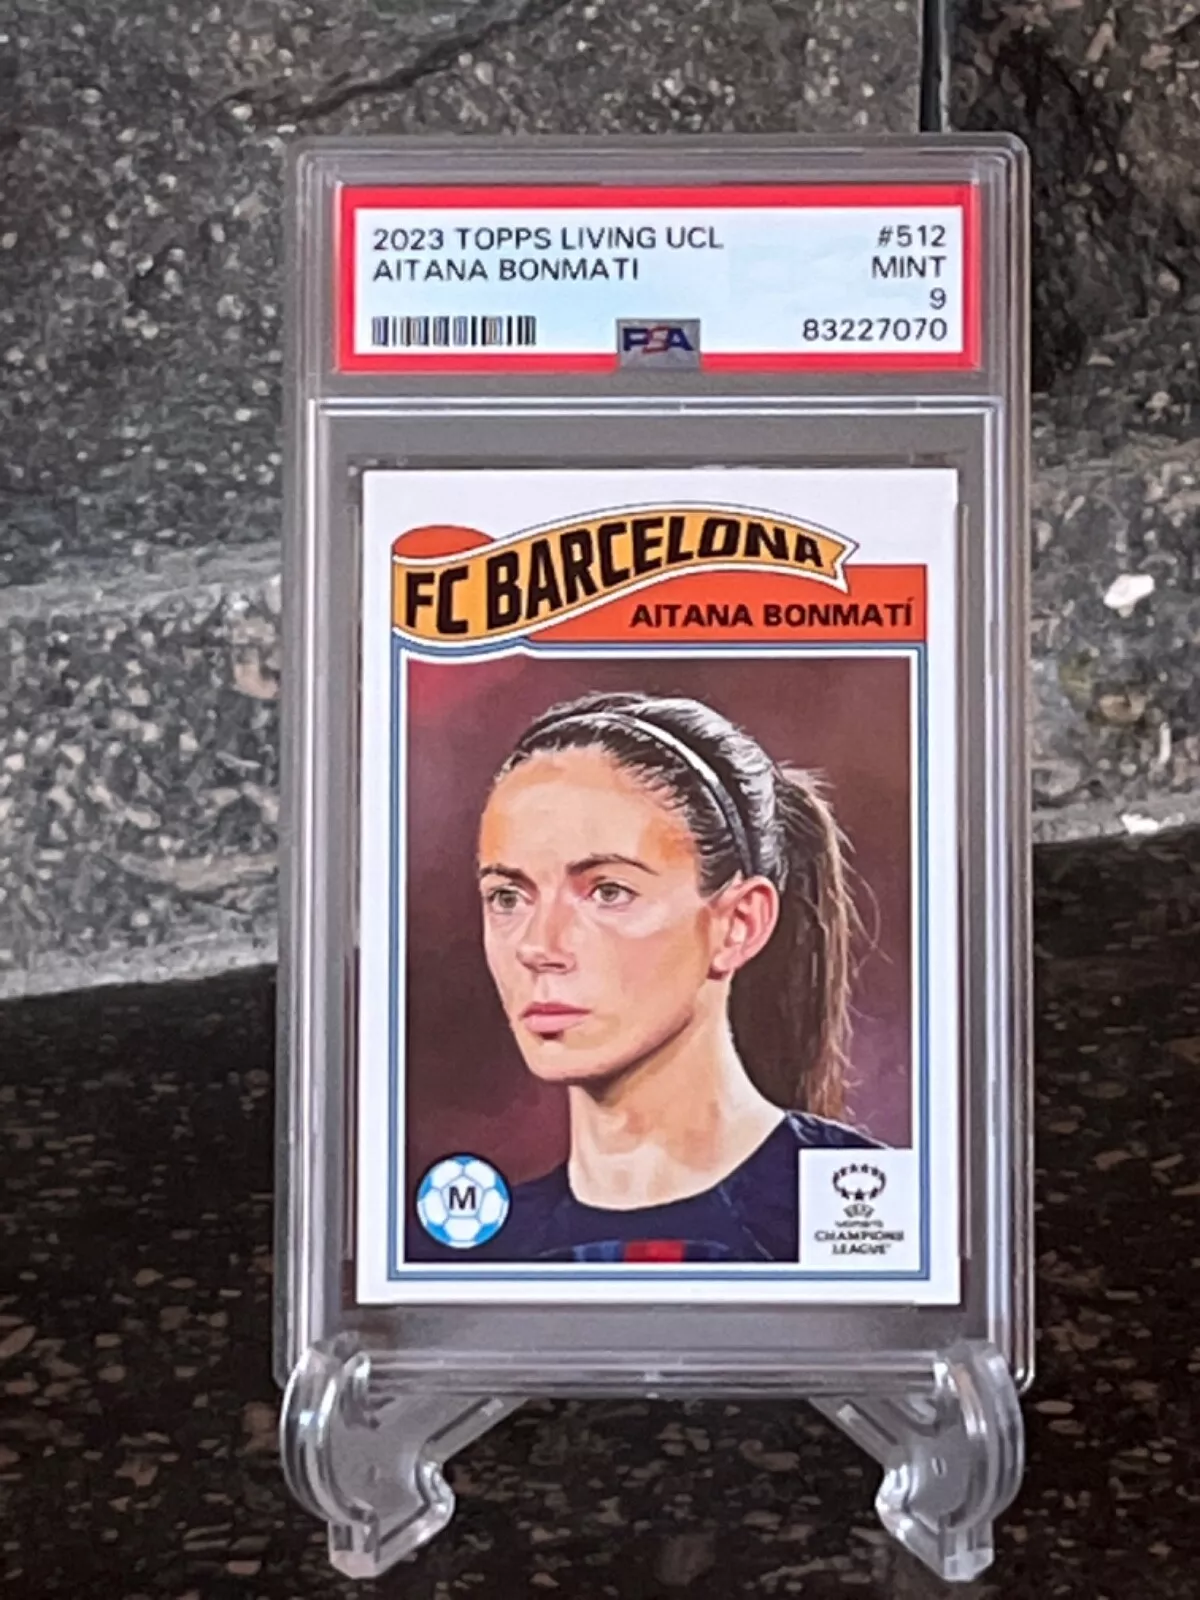 2023 TOPPS LIVING UCL #512
AITANA BONMATI MINT
9
PSA 83227070
FC BARCELONA
AITANA BONMATÍ
M
CHAMPIONS
LEAGUE